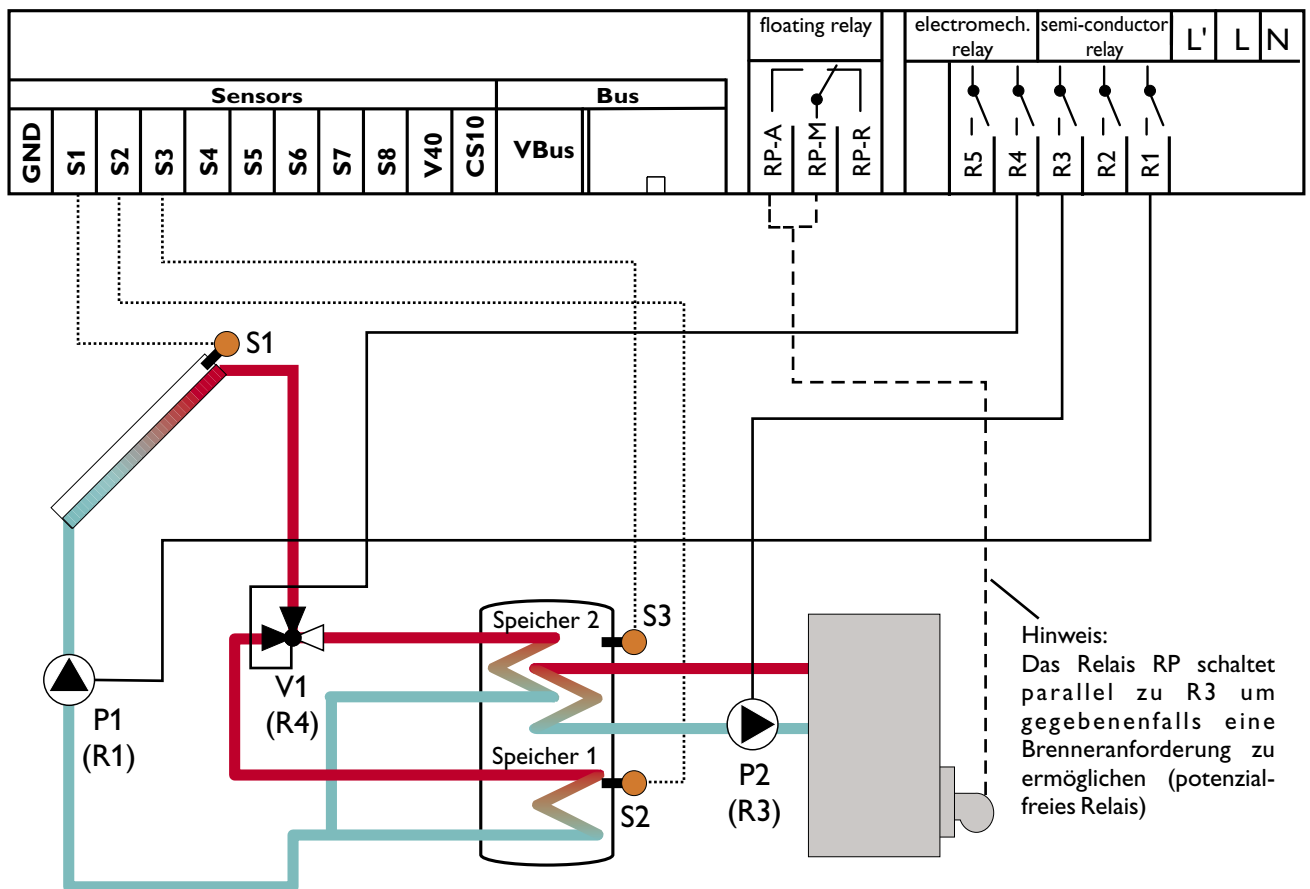 floating relay
electromech.
relay
semi-conductor
relay
L'
L
N
Sensors
Bus
GND
S1
S2
S3
S4
S5
S6
S7
S8
V40
CS10
VBus
RP-A
RP-M
RP-R
R5
R4
R3
R2
R1
S1
Speicher 2
S3
V1
(R4)
P1
(R1)
Speicher 1
S2
P2
(R3)
Hinweis:
Das Relais RP schaltet
parallel zu R3 um
gegebenenfalls eine
Brenneranforderung zu
ermöglichen (potenzial-
freies Relais)